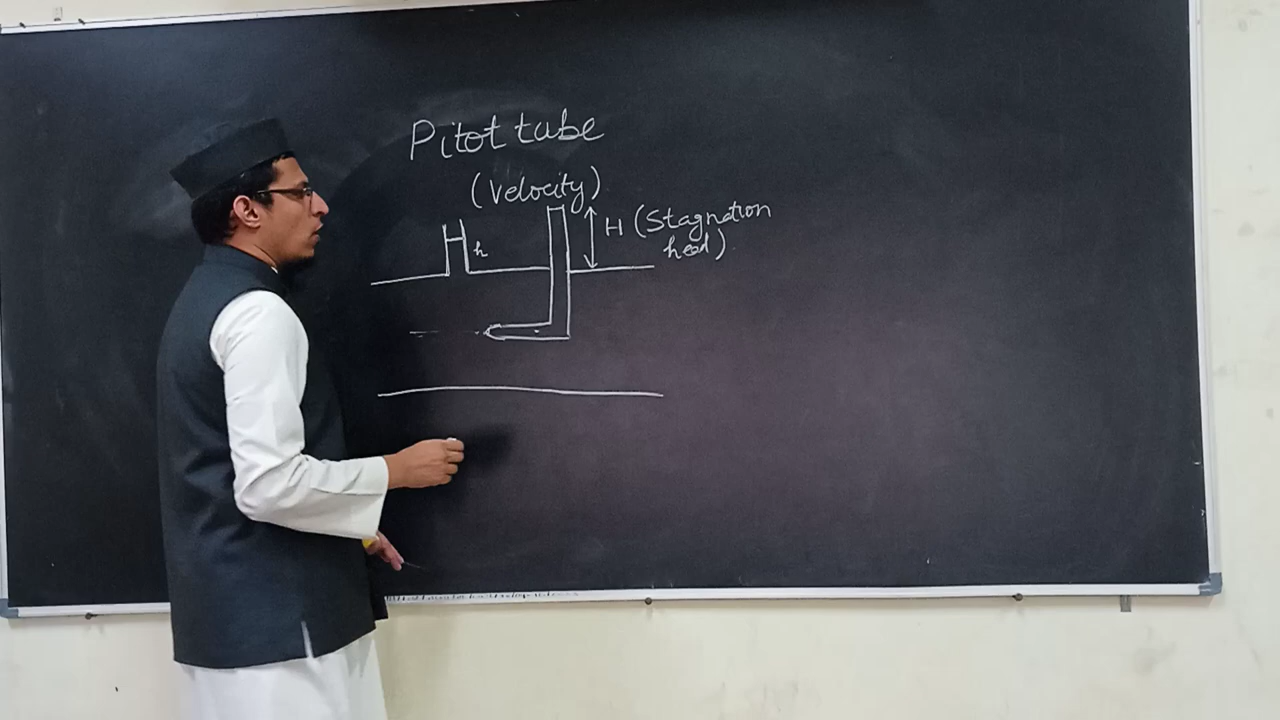 Pitot tube
(Velocity)
H (Stagnation
head)
h